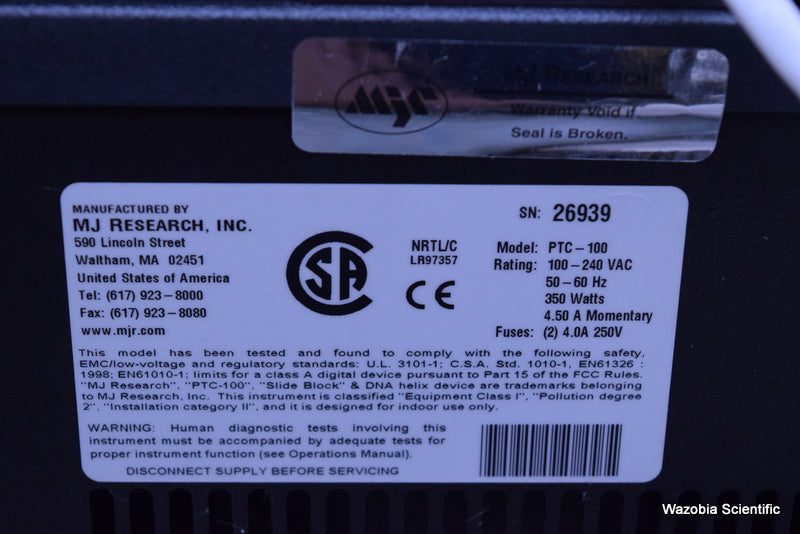 MJC
MJ RESEARCH
Warranty Void if
Seal is Broken.
MANUFACTURED BY
MJ RESEARCH, INC.
590 Lincoln Street
Waltham, MA 02451
United States of America
Tel: (617) 923-8000
Fax: (617) 923-8080
www.mjr.com
CSA
NRTL/C
LR97357
CE
SN: 26939
Model: PTC-100
Rating: 100-240 VAC
50-60 Hz
350 Watts
4.50 A Momentary
Fuses: (2) 4.0A 250V
This model has been tested and found to comply with the following safety,
EMC/low-voltage and regulatory standards: U.L. 3101-1; C.S.A. Std. 1010-1, EN61326 :
1998; EN61010-1; limits for a class A digital device pursuant to Part 15 of the FCC Rules.
"MJ Research", "PTC-100", "Slide Block" & DNA helix device are trademarks belonging
to MJ Research, Inc. This instrument is classified "Equipment Class I", "Pollution degree
2", "Installation category II", and it is designed for indoor use only.
WARNING: Human diagnostic tests involving this
instrument must be accompanied by adequate tests for
proper instrument function (see Operations Manual).
DISCONNECT SUPPLY BEFORE SERVICING
Wazobia Scientific